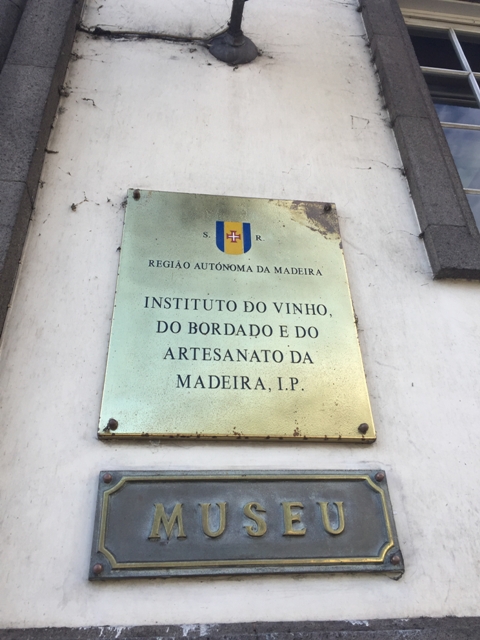 S. R.
REGIÃO AUTÓNOMA DA MADEIRA
INSTITUTO DO VINHO,
DO BORDADO E DO
ARTESANATO DA
MADEIRA, I.P.
MUSEU